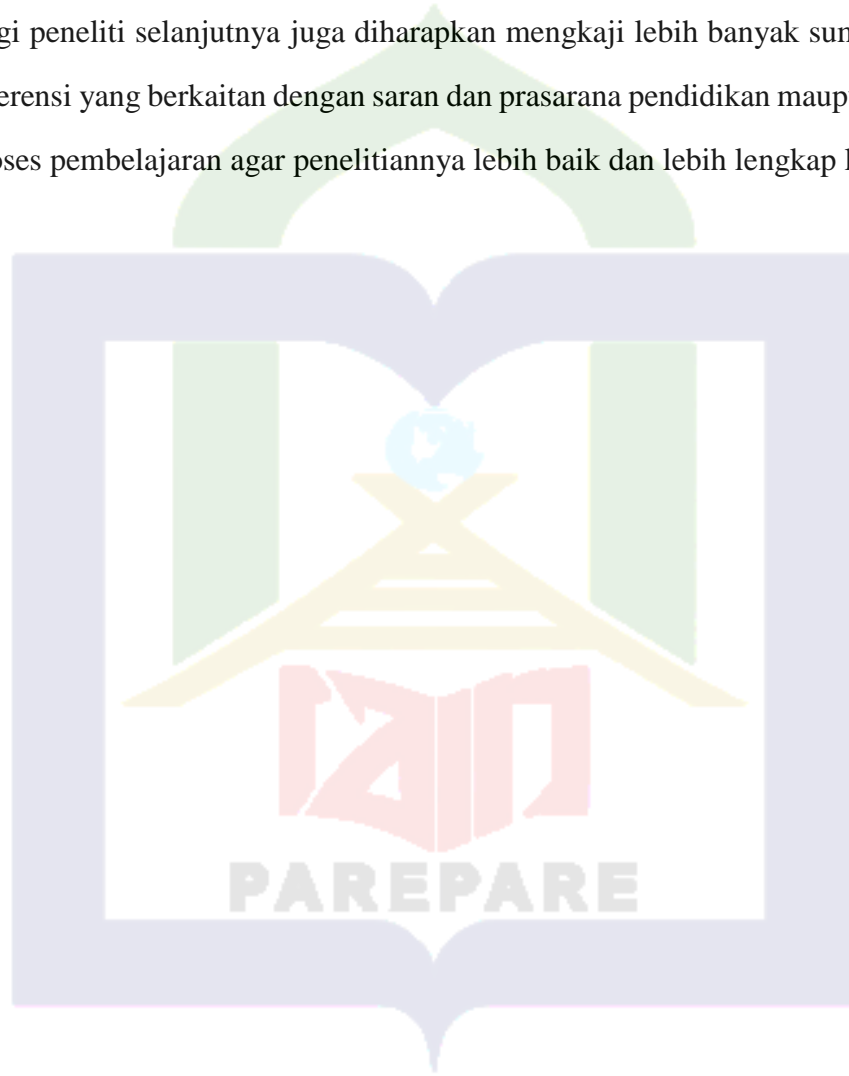 gi peneliti selanjutnya juga diharapkan mengkaji lebih banyak sum
erensi yang berkaitan dengan saran dan prasarana pendidikan maup
oses pembelajaran agar penelitiannya lebih baik dan lebih lengkap l
iain
PAREPARE